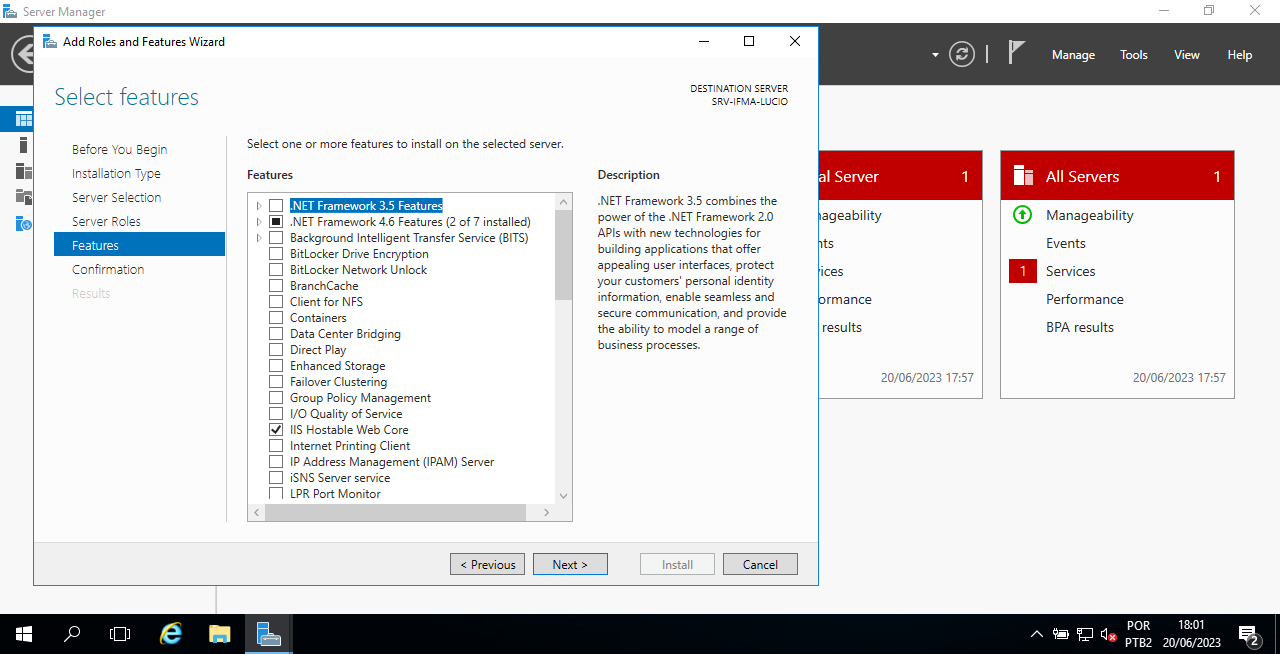 Server Manager
Add Roles and Features Wizard
Manage
Tools
View
Help
Select features
DESTINATION SERVER
SRV-IFMA-LUCIO
Before You Begin
Installation Type
Server Selection
Server Roles
Features
Confirmation
Results
Select one or more features to install on the selected server.
Features
.NET Framework 3.5 Features
.NET Framework 4.6 Features (2 of 7 installed)
Background Intelligent Transfer Service (BITS)
BitLocker Drive Encryption
BitLocker Network Unlock
BranchCache
Client for NFS
Containers
Data Center Bridging
Direct Play
Enhanced Storage
Failover Clustering
Group Policy Management
I/O Quality of Service
IIS Hostable Web Core
Internet Printing Client
IP Address Management (IPAM) Server
iSNS Server service
LPR Port Monitor
Description
.NET Framework 3.5 combines the
power of the .NET Framework 2.0
APIs with new technologies for
building applications that offer
appealing user interfaces, protect
your customers' personal identity
information, enable seamless and
secure communication, and provide
the ability to model a range of
business processes.
< Previous
Next >
Install
Cancel
al Server 1
nageability
nts
vices
ormance
results
20/06/2023 17:57
All Servers 1
Manageability
Events
1 Services
Performance
BPA results
20/06/2023 17:57
POR
PTB2
18:01
20/06/2023
2